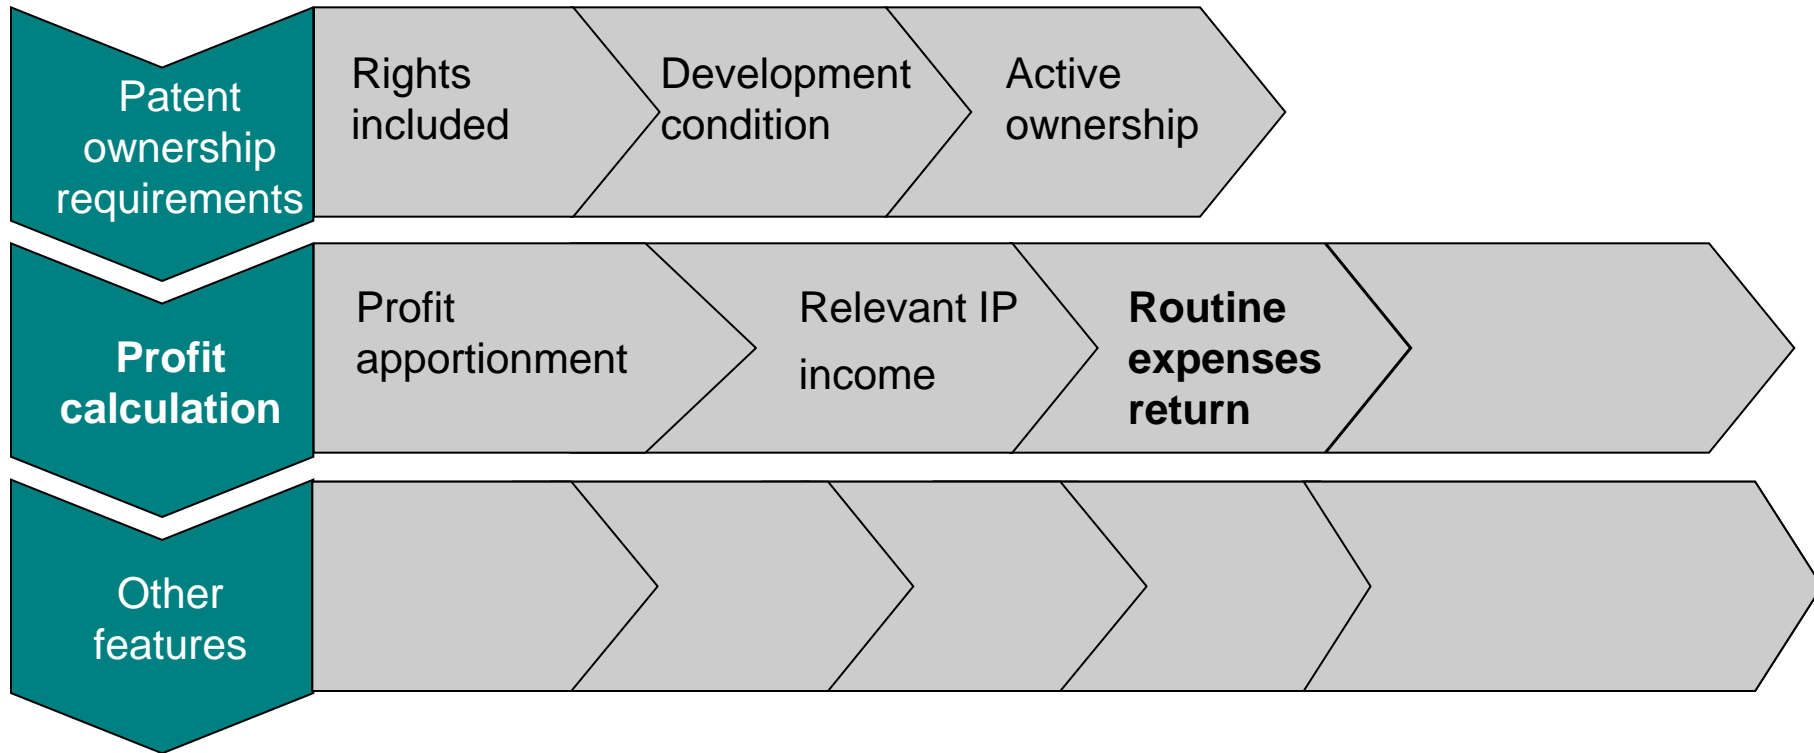 Patent
ownership
requirements
Rights
included
Development
condition
Active
ownership
Profit
calculation
Profit
apportionment
Relevant IP
income
Routine
expenses
return
Other
features